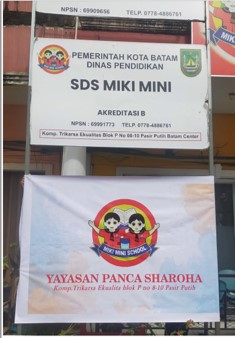 NPSN : 69909656 TELP. 0778-4886761
PEMERINTAH KOTA BATAM
DINAS PENDIDIKAN
SDS MIKI MINI
AKREDITASI B
NPSN : 69981773 TELP. 0778-4886761
Komp. Trikarsa Ekualita Blok P No 08-10 Pasir Putih Batam Center
MIKI MINI SCHOOL
YAYASAN PANCA SHAROHA
Komp.Trikarsa Ekualita blok P no 8-10 Pasir Putih